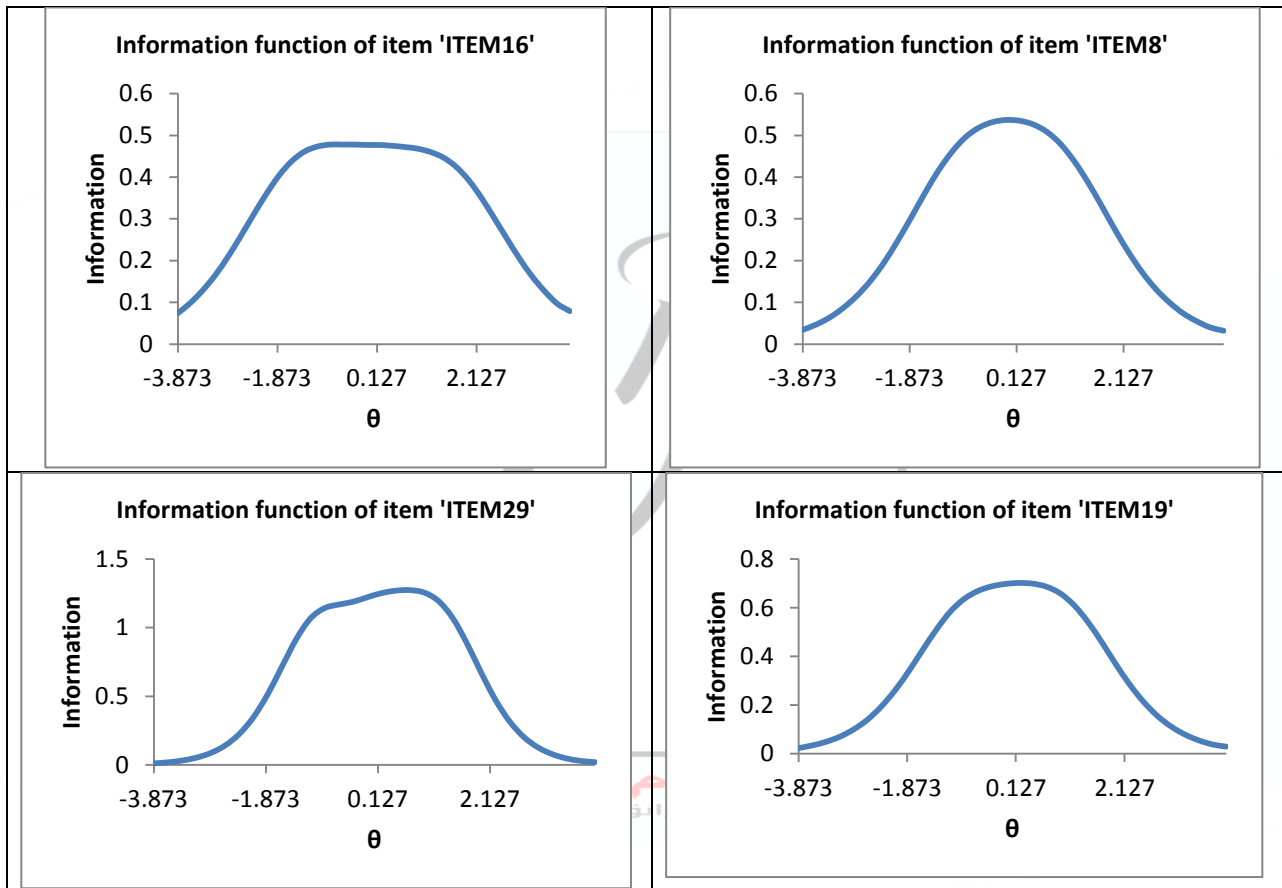 Information function of item 'ITEM16'
0.6
0.5
0.4
0.3
0.2
0.1
0
Information
-3.873 -1.873 0.127 2.127
θ
Information function of item 'ITEM8'
0.6
0.5
0.4
0.3
0.2
0.1
0
Information
-3.873 -1.873 0.127 2.127
θ
Information function of item 'ITEM29'
1.5
1
0.5
0
Information
-3.873 -1.873 0.127 2.127
θ
Information function of item 'ITEM19'
0.8
0.6
0.4
0.2
0
Information
-3.873 -1.873 0.127 2.127
θ